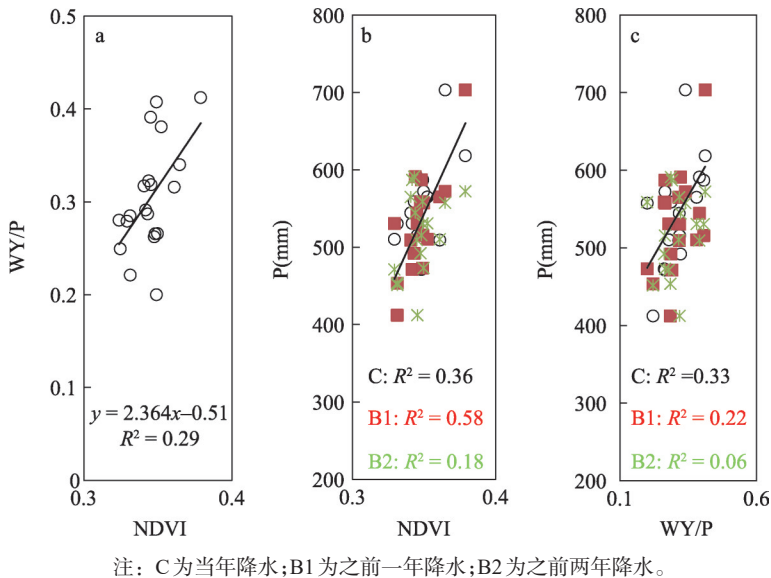 a
0.5
0.4
0.3
0.2
0.1
0
WY/P
y = 2.364x–0.51
R² = 0.29
0.3 0.4
NDVI
b
800
700
600
500
400
300
200
P(mm)
C: R² = 0.36
B1: R² = 0.58
B2: R² = 0.18
0.3 0.4
NDVI
c
800
700
600
500
400
300
200
P(mm)
C: R² =0.33
B1: R² = 0.22
B2: R² = 0.06
0.1 0.6
WY/P
注：C为当年降水;B1为之前一年降水;B2为之前两年降水。